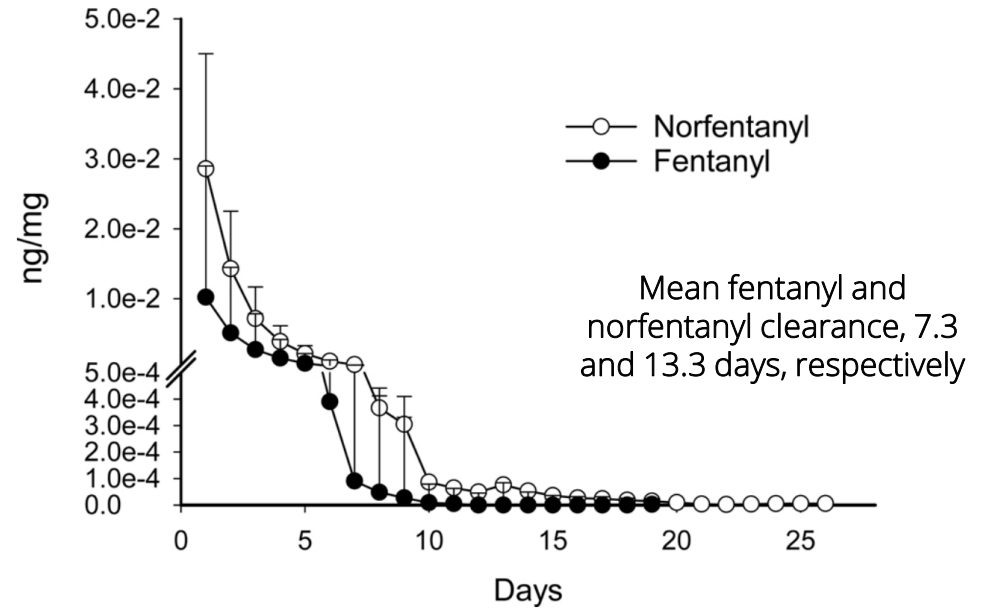 5.0e-2
4.0e-2
3.0e-2
2.0e-2
1.0e-2
5.0e-4
4.0e-4
3.0e-4
2.0e-4
1.0e-4
0.0
ng/mg
Norfentanyl
Fentanyl
Mean fentanyl and
norfentanyl clearance, 7.3
and 13.3 days, respectively
0 5 10 15 20 25
Days